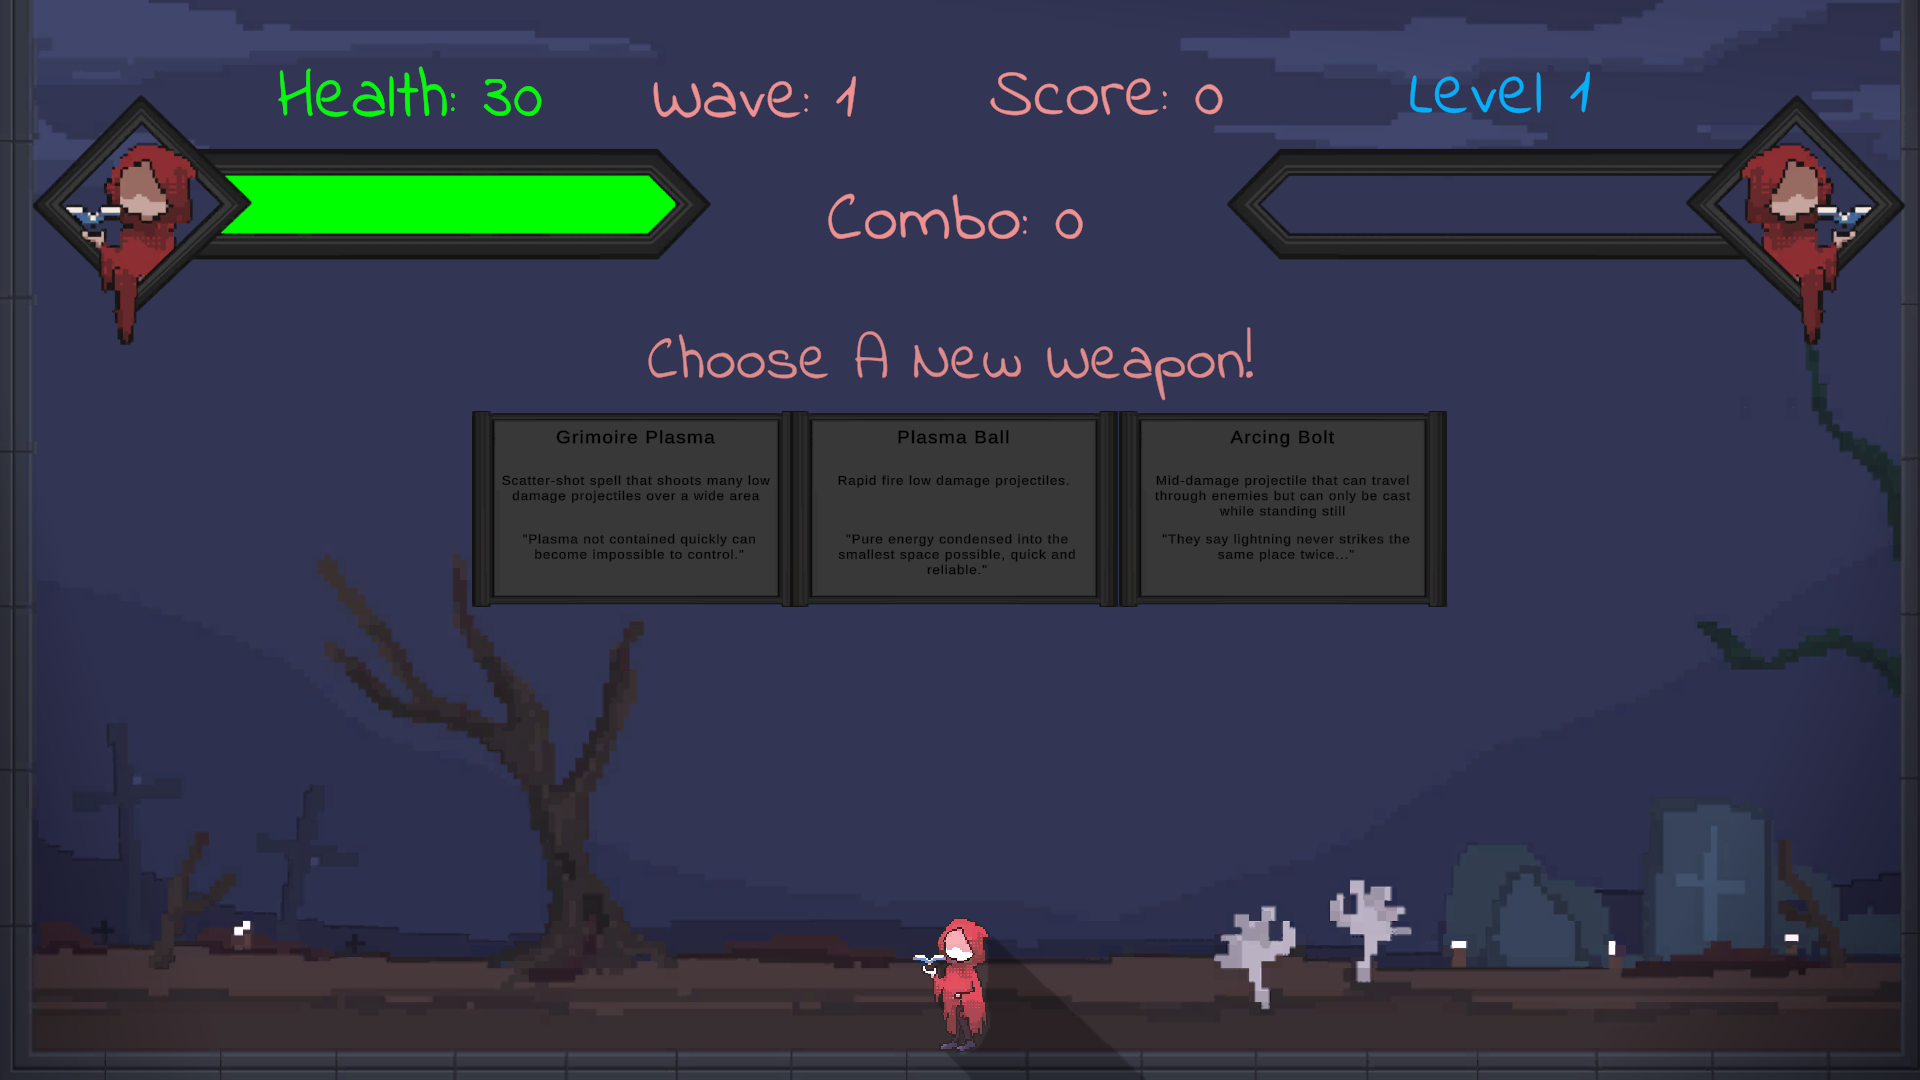 Health: 30
Wave: 1
Score: 0
Level 1
Combo: 0
Choose A New Weapon!
Grimoire Plasma
Scatter-shot spell that shoots many low
damage projectiles over a wide area
"Plasma not contained quickly can
become impossible to control."
Plasma Ball
Rapid fire low damage projectiles.
"Pure energy condensed into the
smallest space possible, quick and
reliable."
Arcing Bolt
Mid-damage projectile that can travel
through enemies but can only be cast
while standing still
"They say lightning never strikes the
same place twice..."